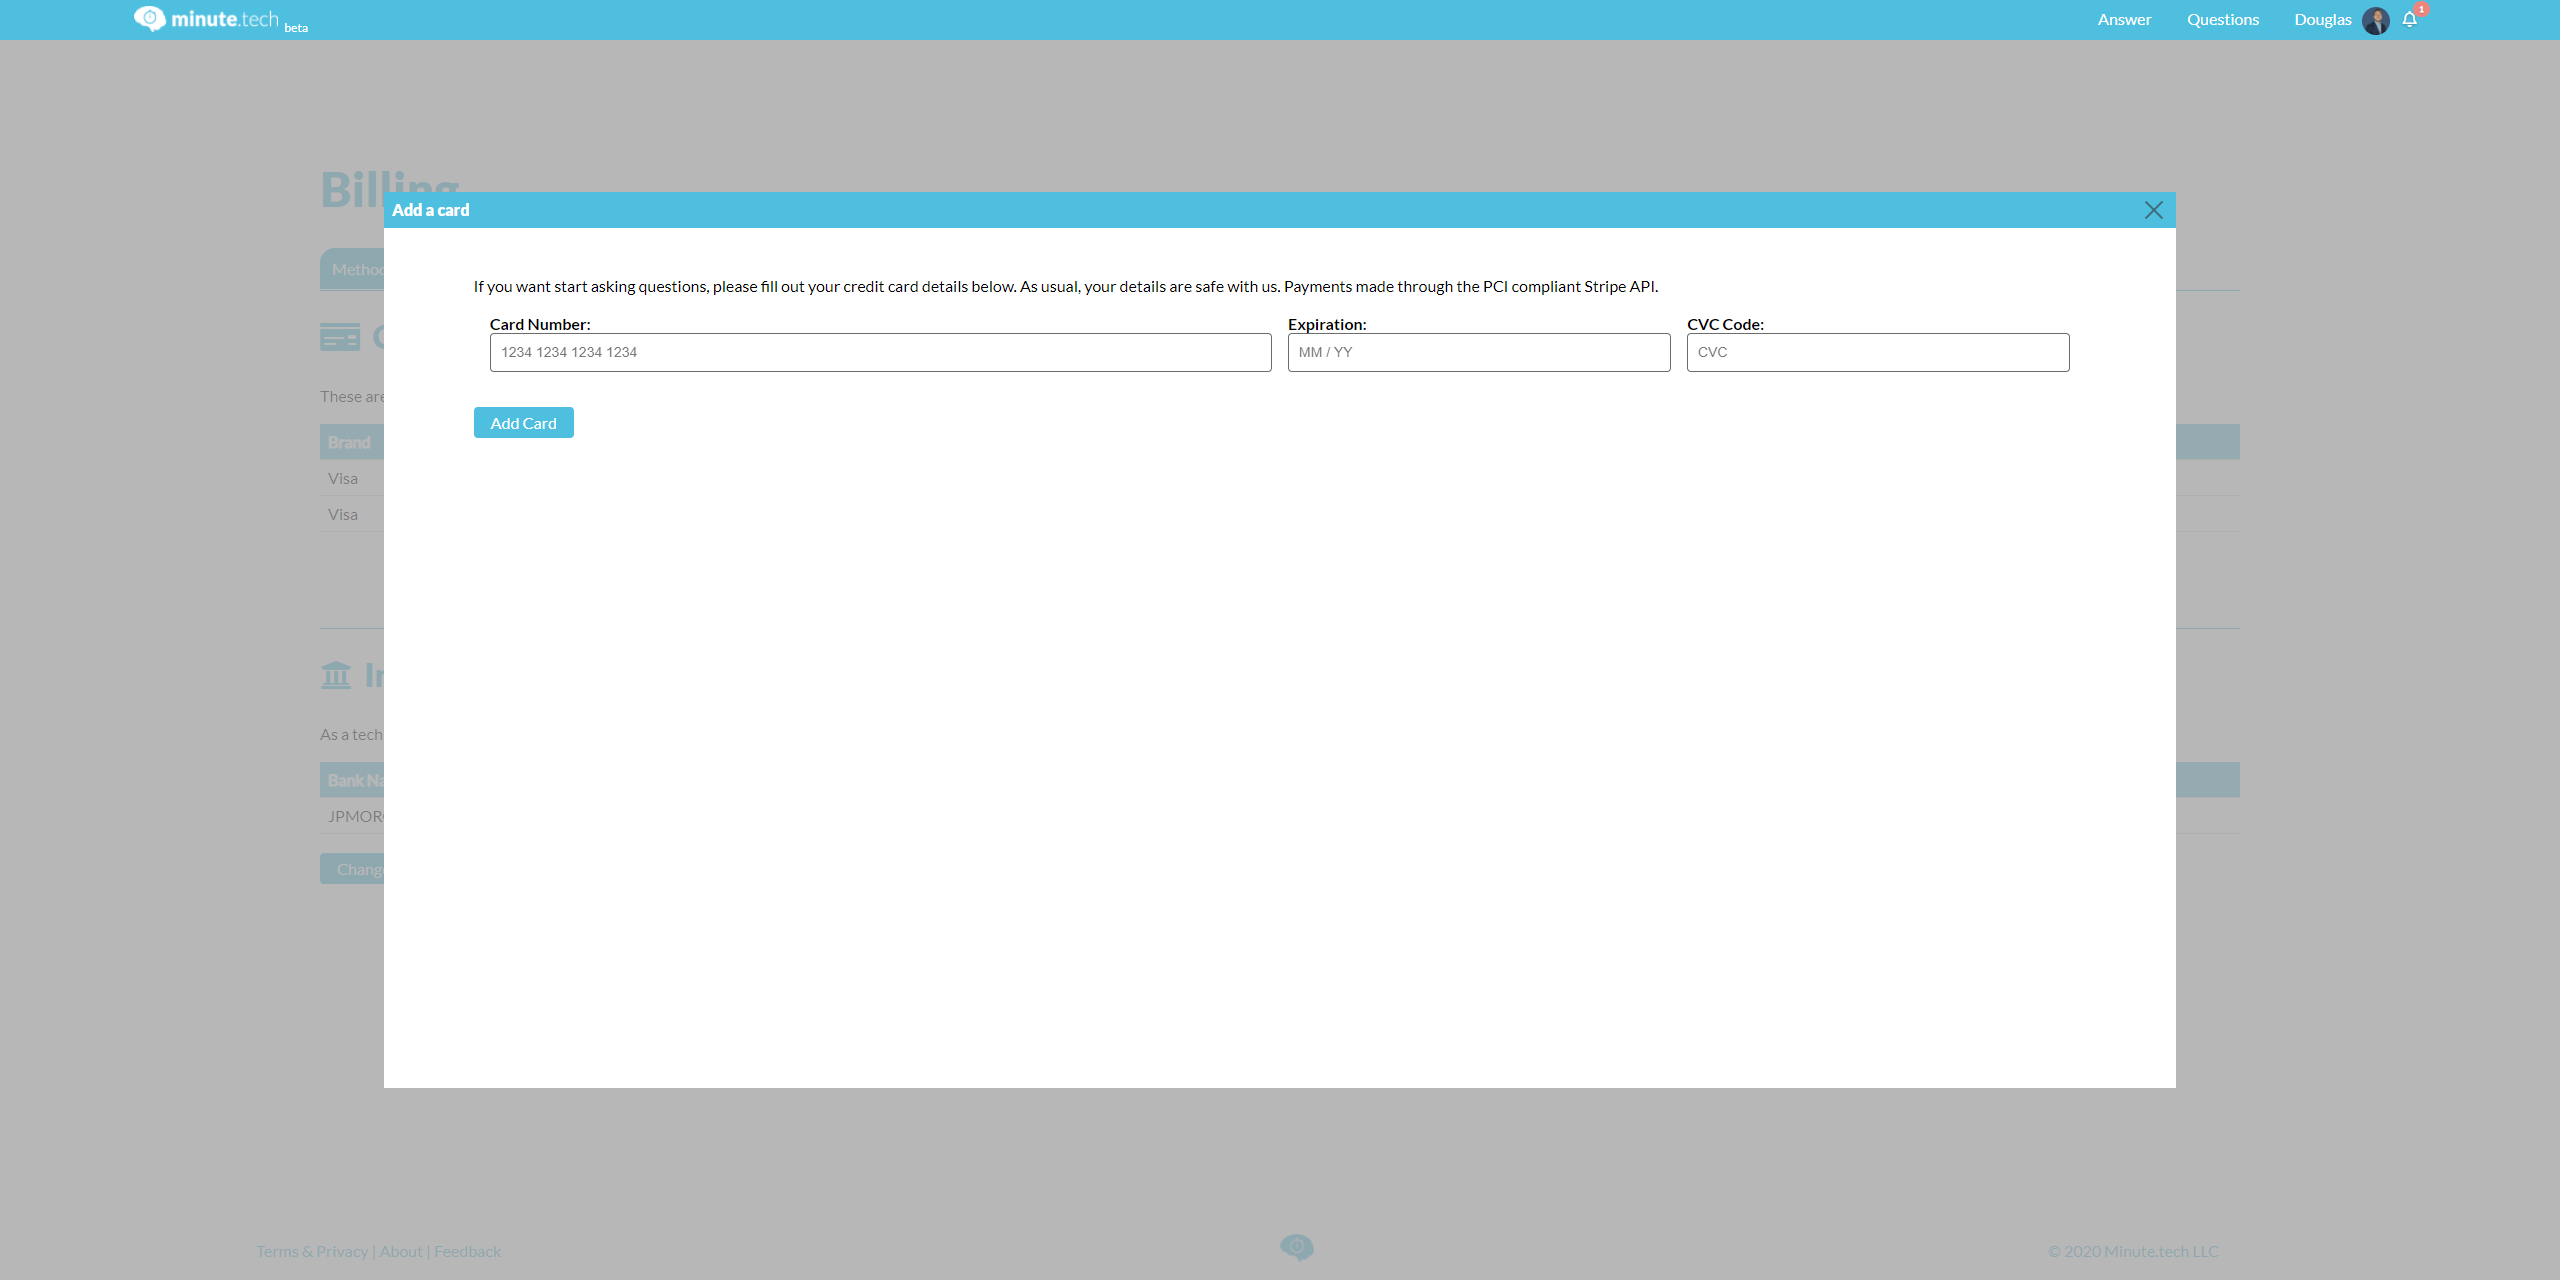 minute.tech beta
Answer Questions Douglas 1
Billing
Add a card
Method
If you want start asking questions, please fill out your credit card details below. As usual, your details are safe with us. Payments made through the PCI compliant Stripe API.
Card Number: Expiration: CVC Code:
1234 1234 1234 1234 MM / YY CVC
These are
Add Card
Brand
Visa
Visa
As a tech
Bank Na
JPMOR
Change
Terms & Privacy | About | Feedback
© 2020 Minute.tech LLC